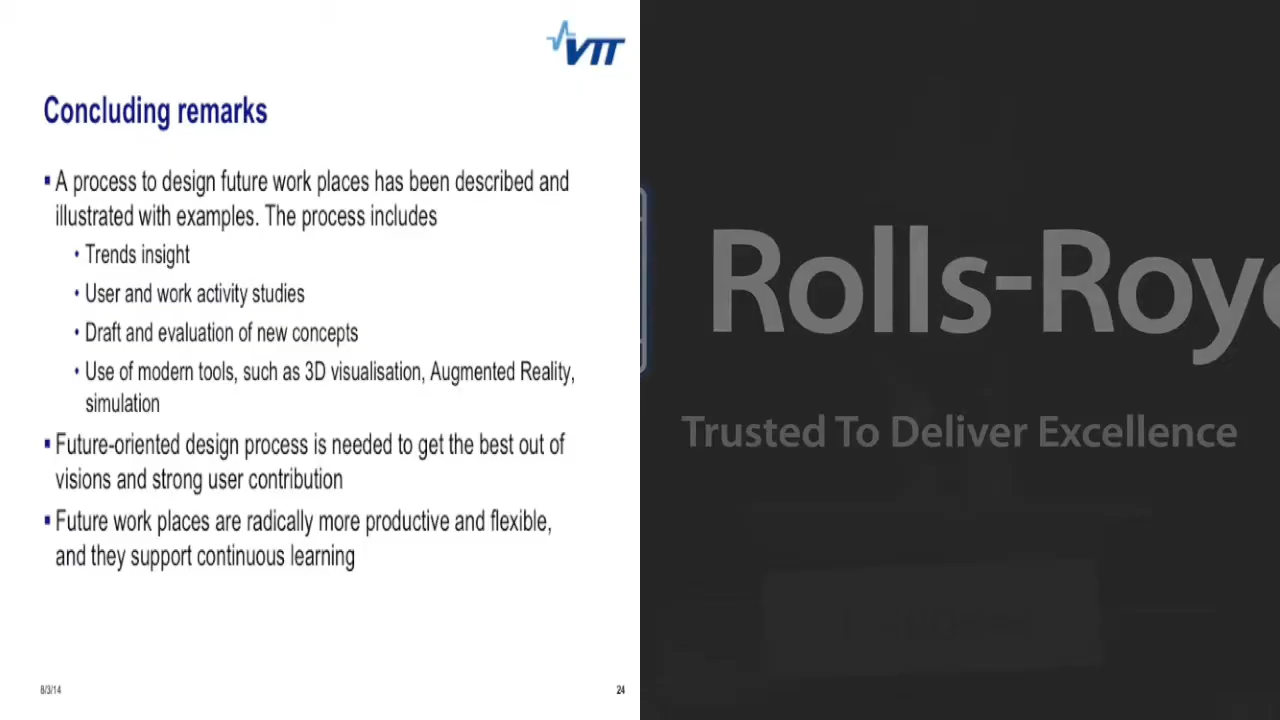 VTT
Concluding remarks
▪ A process to design future work places has been described and
illustrated with examples. The process includes
• Trends insight
• User and work activity studies
• Draft and evaluation of new concepts
• Use of modern tools, such as 3D visualisation, Augmented Reality,
simulation
▪ Future-oriented design process is needed to get the best out of
visions and strong user contribution
▪ Future work places are radically more productive and flexible,
and they support continuous learning
8/3/14
24
Rolls-Royc
Trusted To Deliver Excellence